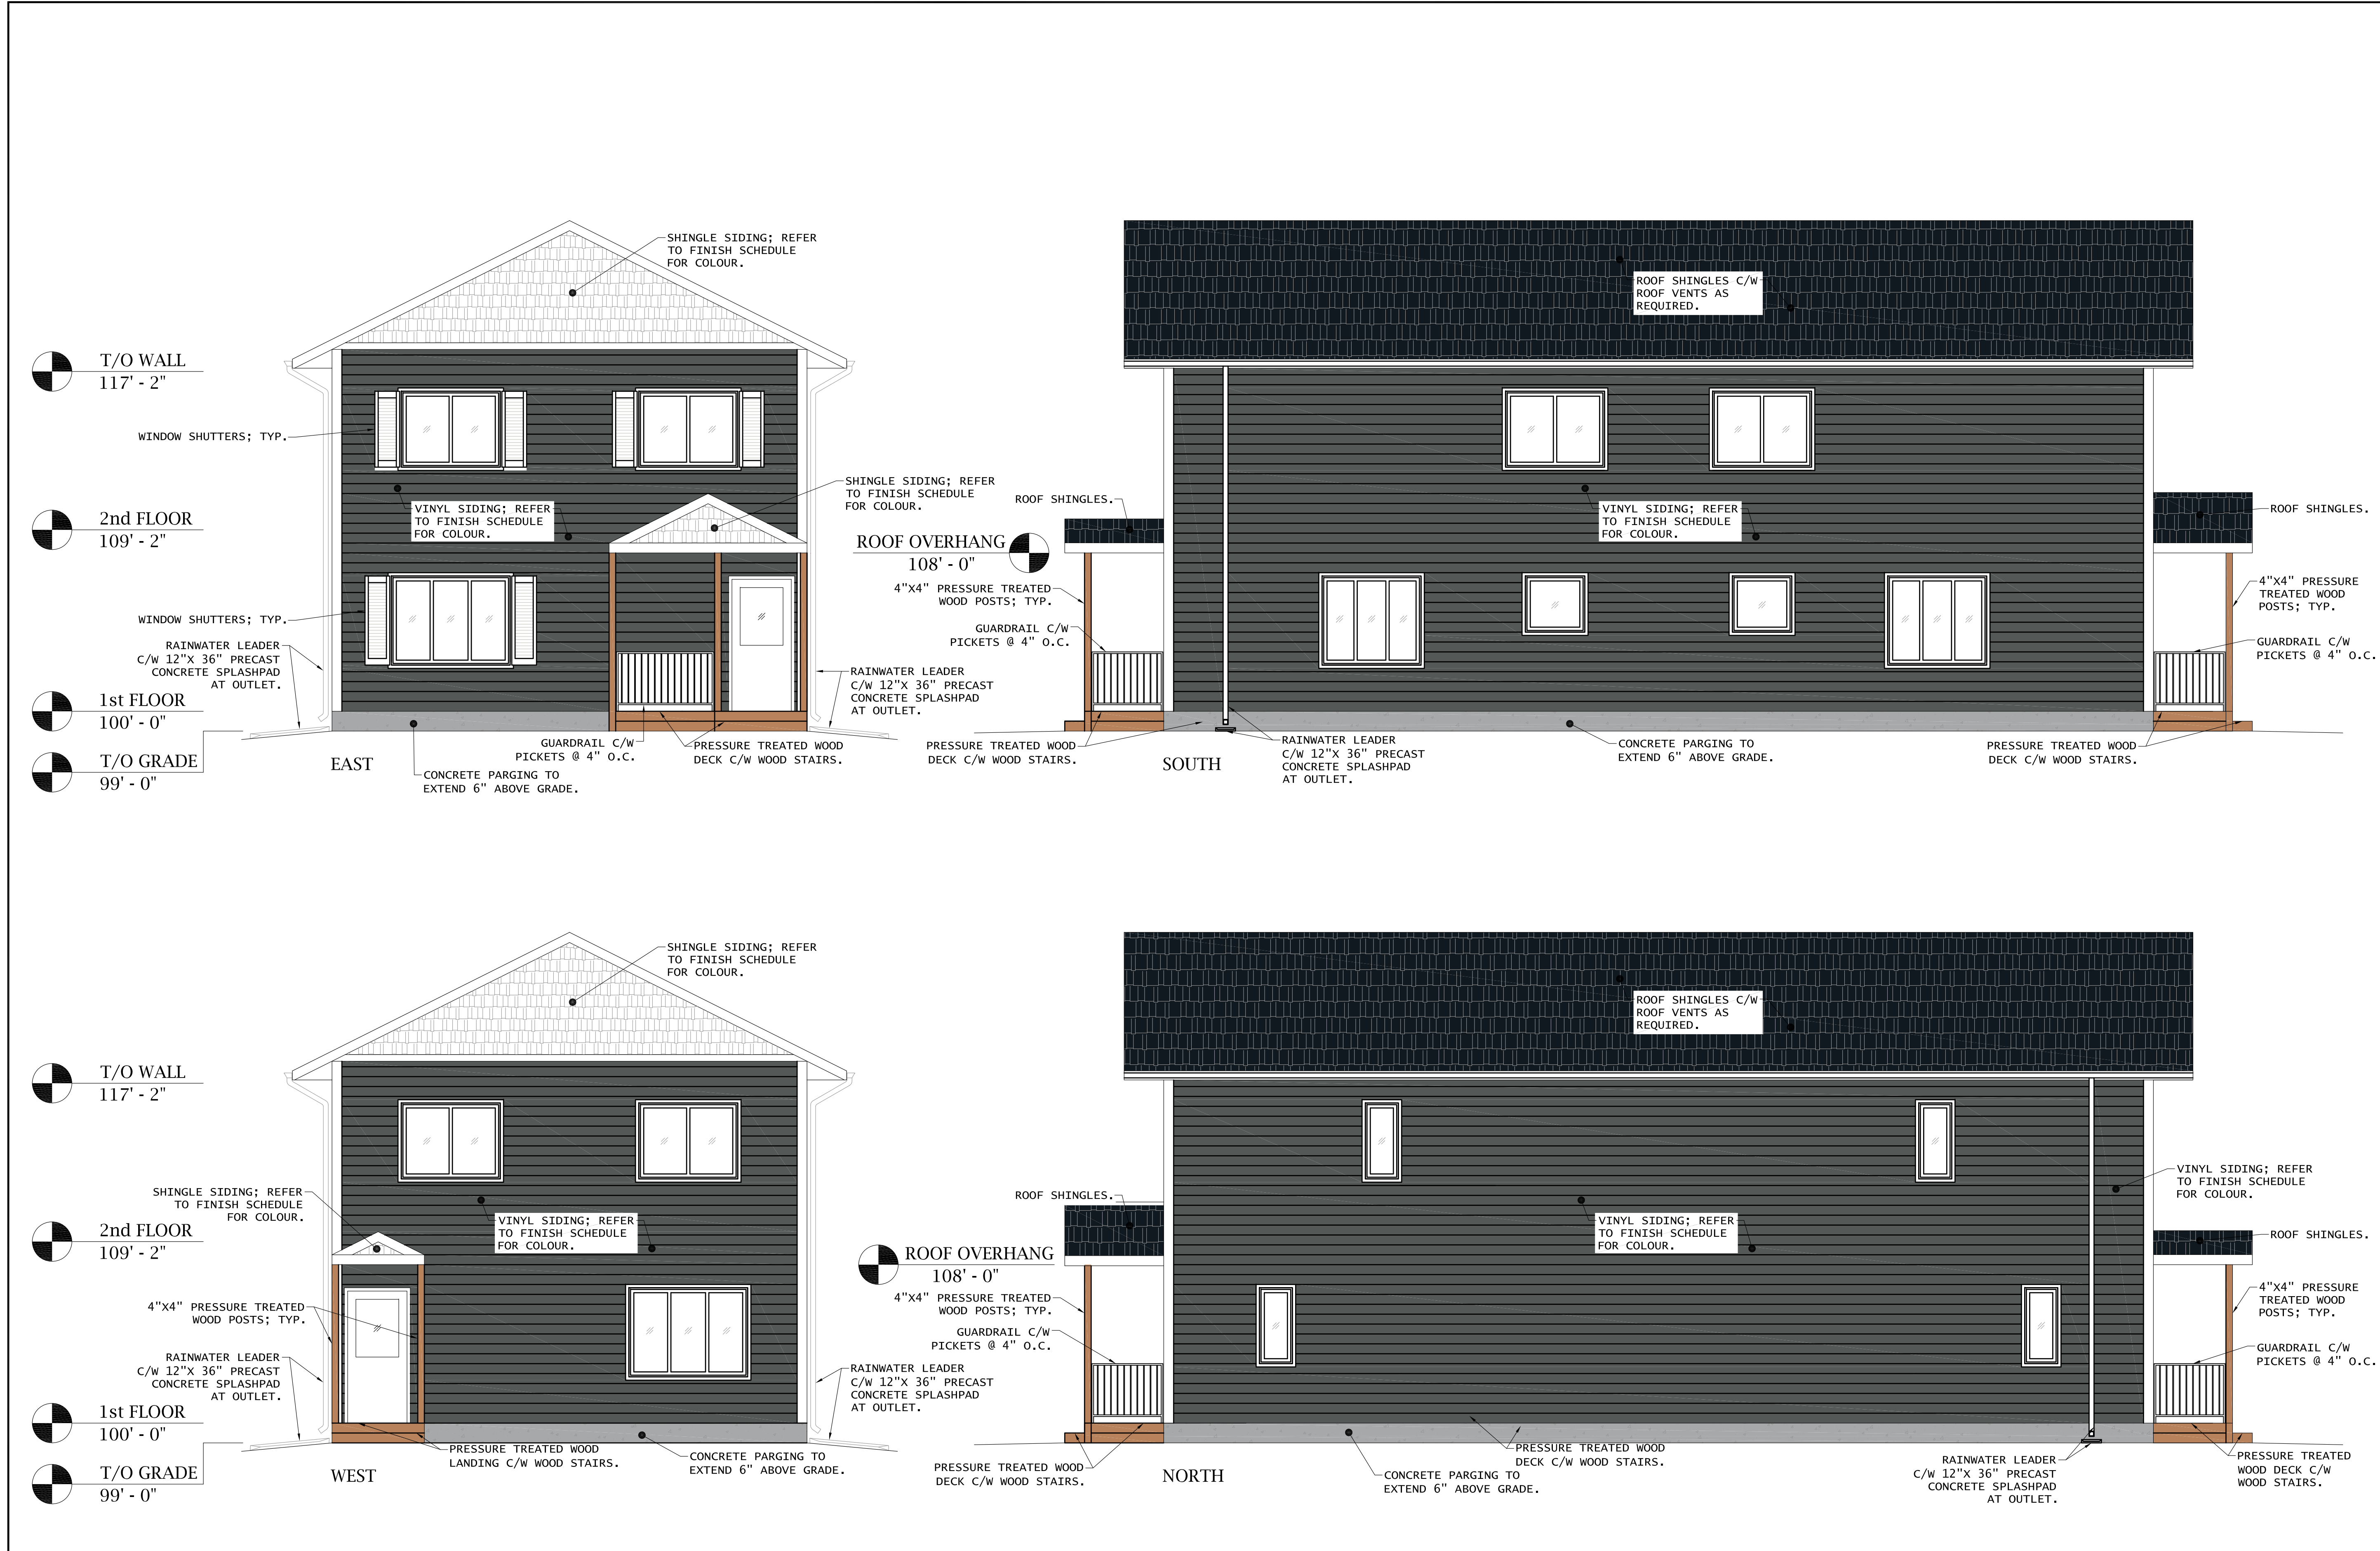 SHINGLE SIDING; REFER
TO FINISH SCHEDULE
FOR COLOUR.
T/O WALL
117' - 2"
WINDOW SHUTTERS; TYP.
2nd FLOOR
109' - 2"
VINYL SIDING; REFER
TO FINISH SCHEDULE
FOR COLOUR.
SHINGLE SIDING; REFER
TO FINISH SCHEDULE
FOR COLOUR.
WINDOW SHUTTERS; TYP.
RAINWATER LEADER
C/W 12"X 36" PRECAST
CONCRETE SPLASHPAD
AT OUTLET.
1st FLOOR
100' - 0"
T/O GRADE
99' - 0"
RAINWATER LEADER
C/W 12"X 36" PRECAST
CONCRETE SPLASHPAD
AT OUTLET.
EAST
GUARDRAIL C/W
PICKETS @ 4" O.C.
PRESSURE TREATED WOOD
DECK C/W WOOD STAIRS.
CONCRETE PARGING TO
EXTEND 6" ABOVE GRADE.
ROOF SHINGLES C/W
ROOF VENTS AS
REQUIRED.
ROOF SHINGLES.
ROOF OVERHANG
108' - 0"
4"X4" PRESSURE TREATED
WOOD POSTS; TYP.
GUARDRAIL C/W
PICKETS @ 4" O.C.
PRESSURE TREATED WOOD
DECK C/W WOOD STAIRS.
VINYL SIDING; REFER
TO FINISH SCHEDULE
FOR COLOUR.
ROOF SHINGLES.
4"X4" PRESSURE
TREATED WOOD
POSTS; TYP.
GUARDRAIL C/W
PICKETS @ 4" O.C.
SOUTH
RAINWATER LEADER
C/W 12"X 36" PRECAST
CONCRETE SPLASHPAD
AT OUTLET.
CONCRETE PARGING TO
EXTEND 6" ABOVE GRADE.
PRESSURE TREATED WOOD
DECK C/W WOOD STAIRS.
SHINGLE SIDING; REFER
TO FINISH SCHEDULE
FOR COLOUR.
T/O WALL
117' - 2"
SHINGLE SIDING; REFER
TO FINISH SCHEDULE
FOR COLOUR.
2nd FLOOR
109' - 2"
VINYL SIDING; REFER
TO FINISH SCHEDULE
FOR COLOUR.
4"X4" PRESSURE TREATED
WOOD POSTS; TYP.
RAINWATER LEADER
C/W 12"X 36" PRECAST
CONCRETE SPLASHPAD
AT OUTLET.
1st FLOOR
100' - 0"
T/O GRADE
99' - 0"
RAINWATER LEADER
C/W 12"X 36" PRECAST
CONCRETE SPLASHPAD
AT OUTLET.
WEST
PRESSURE TREATED WOOD
LANDING C/W WOOD STAIRS.
CONCRETE PARGING TO
EXTEND 6" ABOVE GRADE.
ROOF SHINGLES C/W
ROOF VENTS AS
REQUIRED.
ROOF SHINGLES.
ROOF OVERHANG
108' - 0"
4"X4" PRESSURE TREATED
WOOD POSTS; TYP.
GUARDRAIL C/W
PICKETS @ 4" O.C.
PRESSURE TREATED WOOD
DECK C/W WOOD STAIRS.
VINYL SIDING; REFER
TO FINISH SCHEDULE
FOR COLOUR.
VINYL SIDING; REFER
TO FINISH SCHEDULE
FOR COLOUR.
ROOF SHINGLES.
4"X4" PRESSURE
TREATED WOOD
POSTS; TYP.
GUARDRAIL C/W
PICKETS @ 4" O.C.
NORTH
PRESSURE TREATED WOOD
DECK C/W WOOD STAIRS.
CONCRETE PARGING TO
EXTEND 6" ABOVE GRADE.
RAINWATER LEADER
C/W 12"X 36" PRECAST
CONCRETE SPLASHPAD
AT OUTLET.
PRESSURE TREATED
WOOD DECK C/W
WOOD STAIRS.